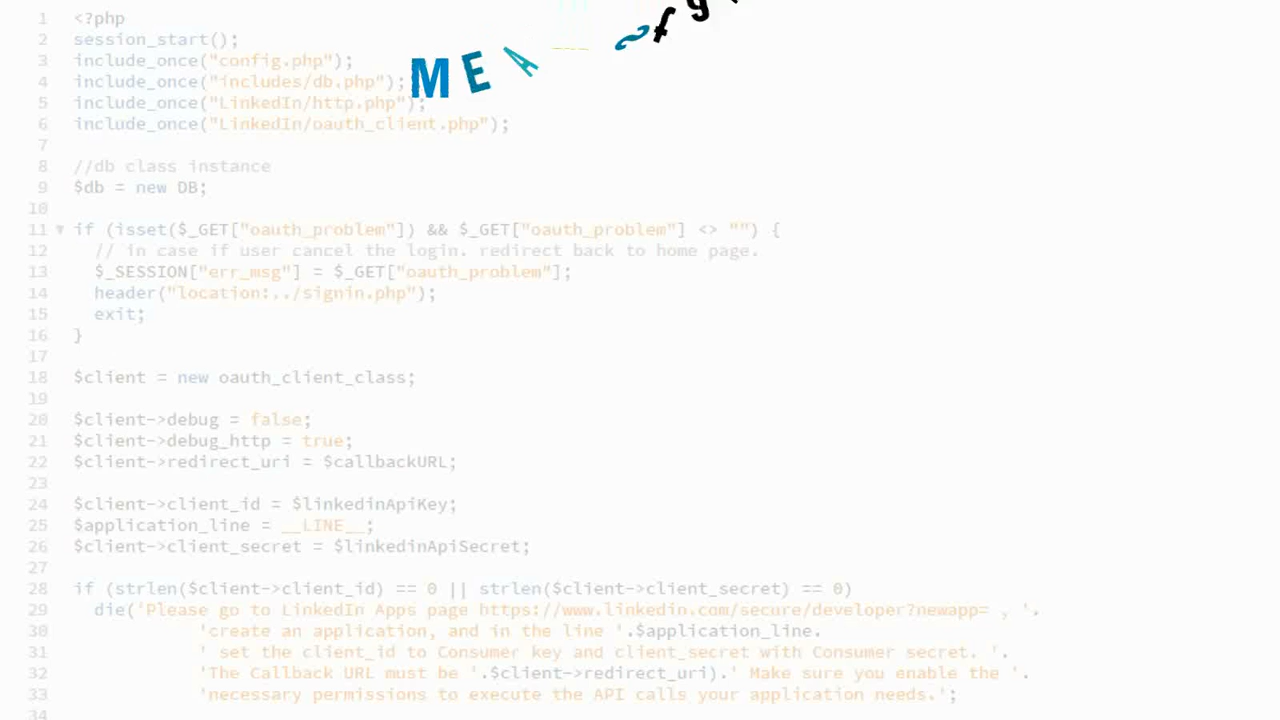 M E A
1 <?php
2 session_start();
3 include_once("config.php");
4 include_once("includes/db.php");
5 include_once("LinkedIn/http.php");
6 include_once("LinkedIn/oauth_client.php");
7
8 //db class instance
9 $db = new DB;
10
11 if (isset($_GET["oauth_problem"]) && $_GET["oauth_problem"] <> "") {
12 // in case if user cancel the login. redirect back to home page.
13 $_SESSION["err_msg"] = $_GET["oauth_problem"];
14 header("location:../signin.php");
15 exit;
16 }
17
18 $client = new oauth_client_class;
19
20 $client->debug = false;
21 $client->debug_http = true;
22 $client->redirect_uri = $callbackURL;
23
24 $client->client_id = $linkedinApiKey;
25 $application_line = __LINE__;
26 $client->client_secret = $linkedinApiSecret;
27
28 if (strlen($client->client_id) == 0 || strlen($client->client_secret) == 0)
29 die('Please go to LinkedIn Apps page https://www.linkedin.com/secure/developer?newapp= , '.
30 'create an application, and in the line '.$application_line.
31 ' set the client_id to Consumer key and client_secret with Consumer secret. '.
32 'The Callback URL must be '.$client->redirect_uri).' Make sure you enable the '.
33 'necessary permissions to execute the API calls your application needs.';
34